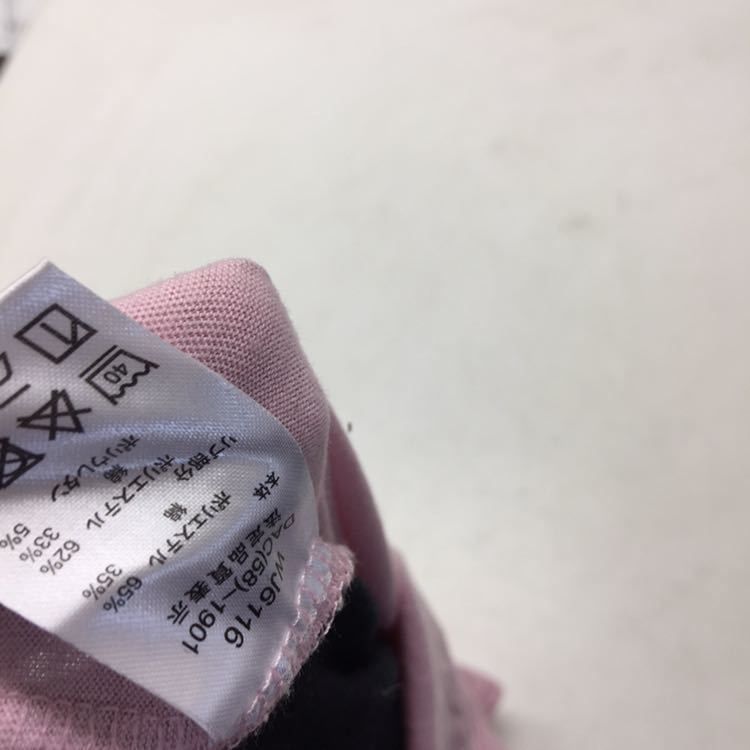 WJ6116
DAC(58)-1901
法定品質表示
本体
ポリエステル 65%
綿 35%
リブ部分
ポリエステル 62%
綿 33%
ポリウレタン 5%
40